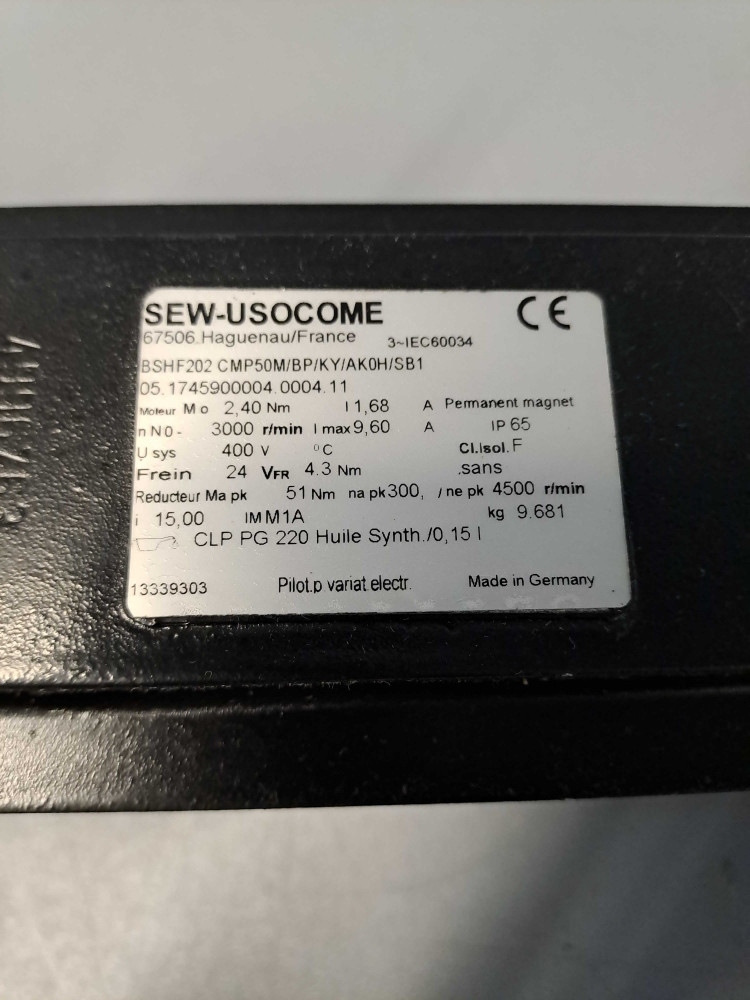 SEW-USOCOME CE
67506 Haguenau/France 3~IEC60034
BSHF202 CMP50M/BP/KY/AK0H/SB1
05.1745900004.0004.11
Moteur M o 2,40 Nm I 1,68 A Permanent magnet
n N0- 3000 r/min I max 9,60 A IP 65
U sys 400 V °C Cl.Isol. F
Frein 24 VFR 4.3 Nm .sans
Reducteur Ma pk 51 Nm na pk 300, / ne pk 4500 r/min
i 15,00 IM M1A kg 9.681
CLP PG 220 Huile Synth./0,15 l
13339303 Pilot.p variat electr. Made in Germany